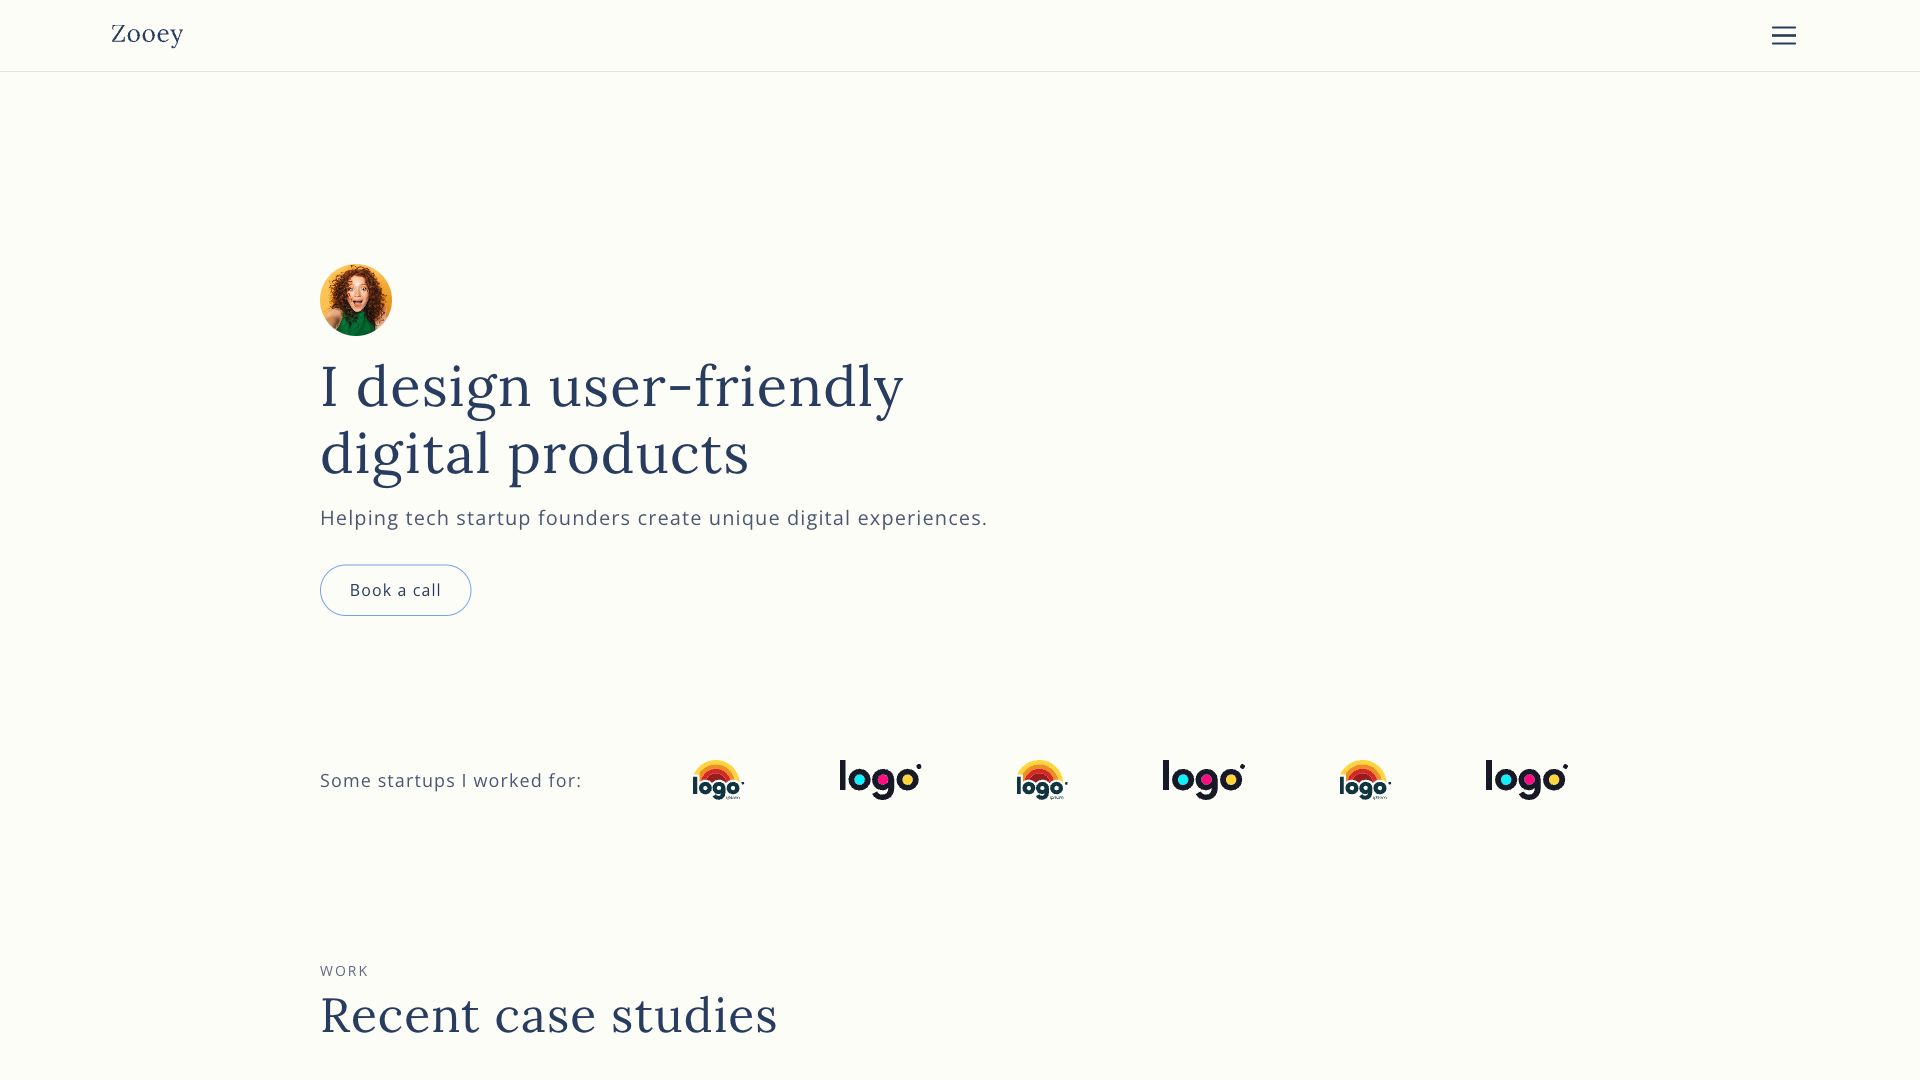 Zooey
I design user-friendly
digital products
Helping tech startup founders create unique digital experiences.
Book a call
Some startups I worked for:
logo
logo
logo
logo
logo
logo
WORK
Recent case studies